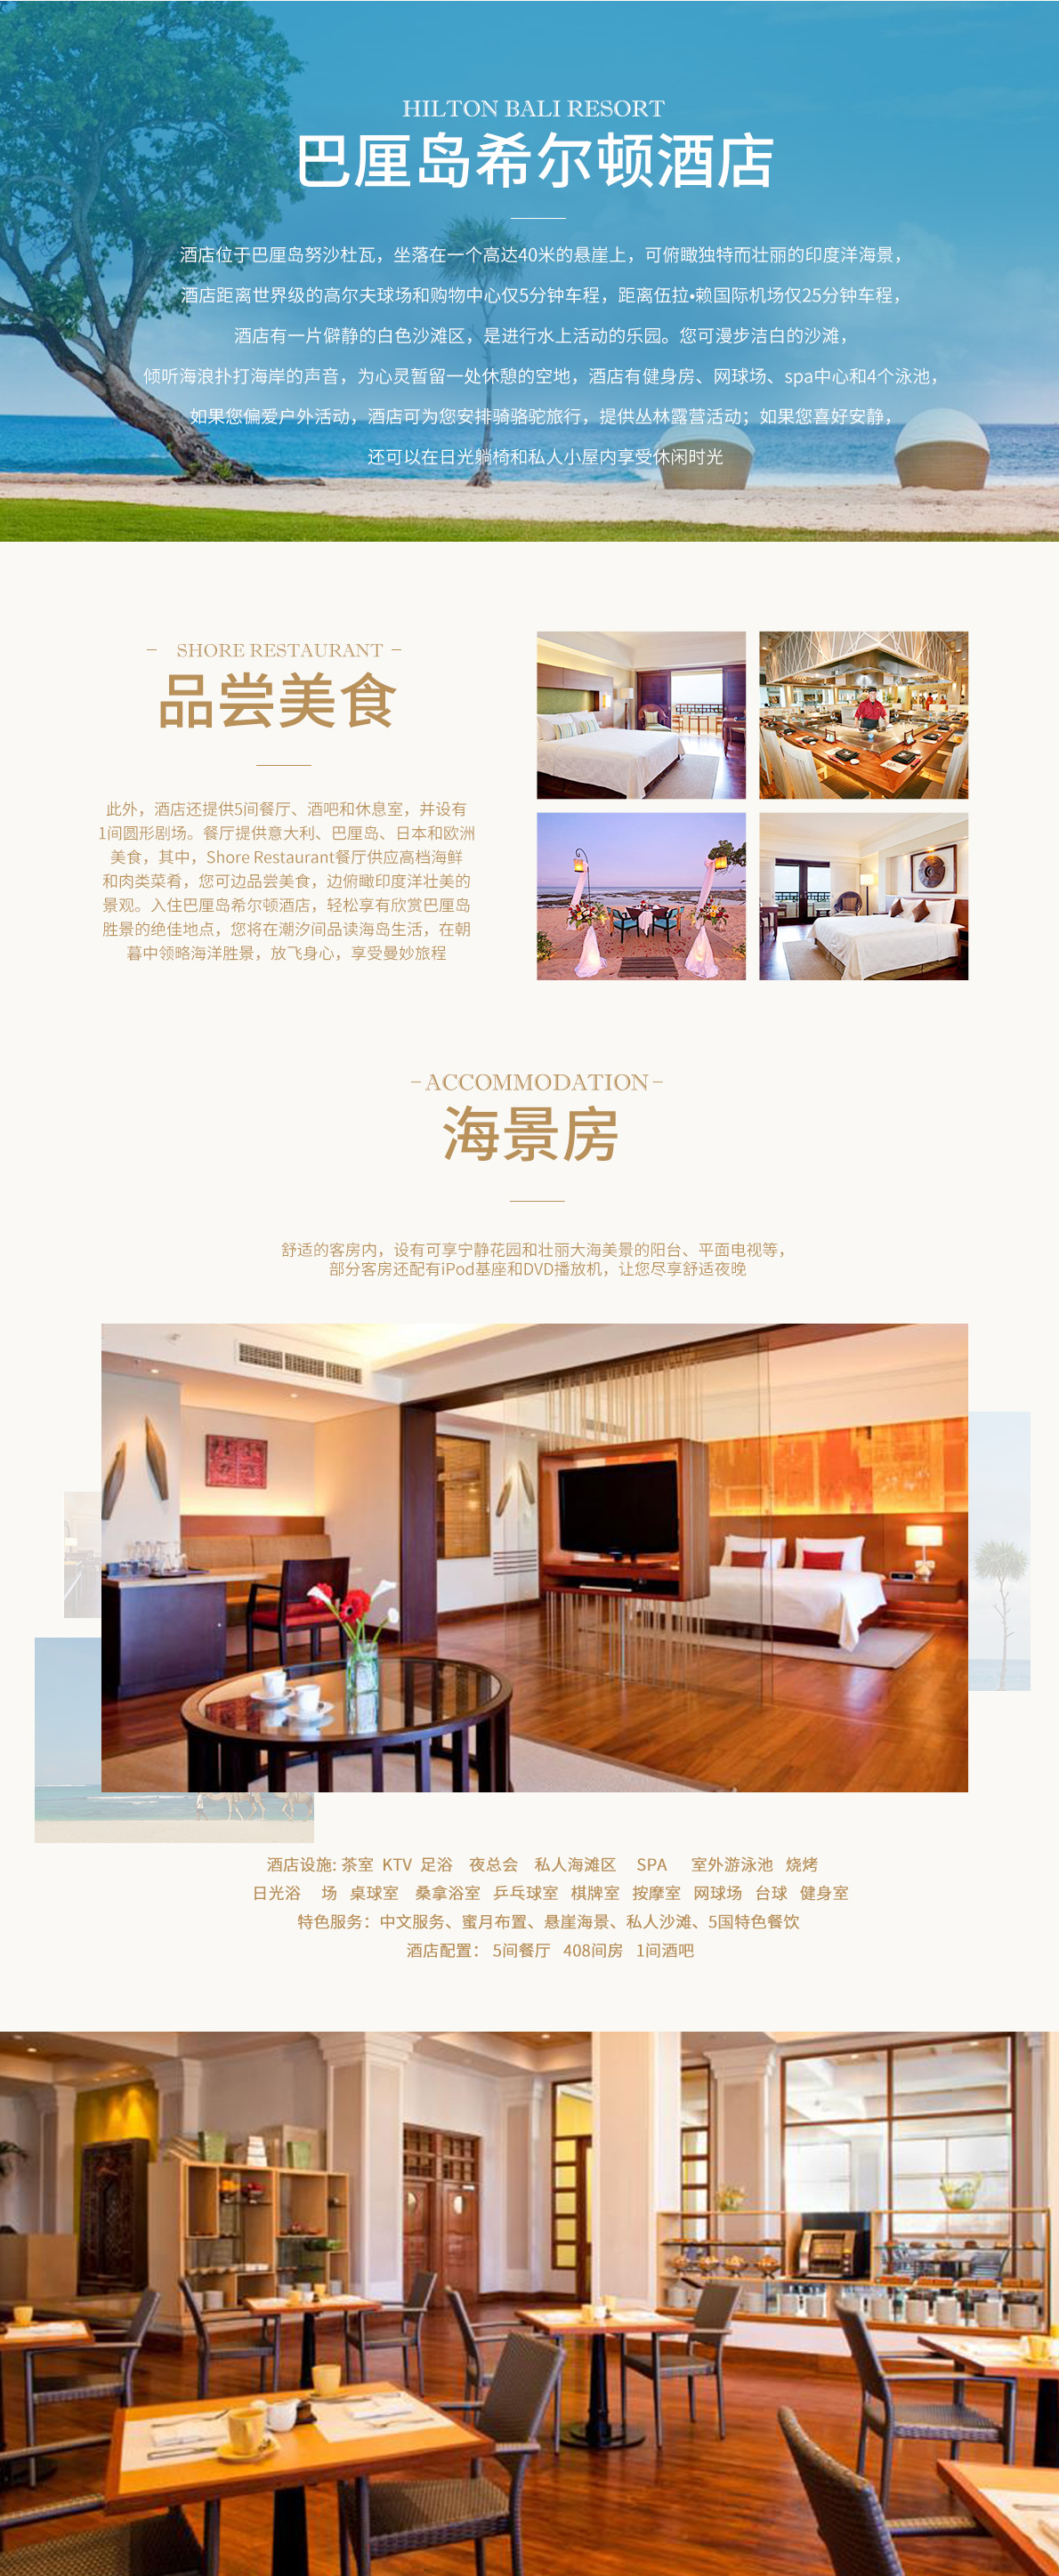 HILTON BALI RESORT
巴厘岛希尔顿酒店
酒店位于巴厘岛努沙杜瓦，坐落在一个高达40米的悬崖上，可俯瞰独特而壮丽的印度洋海景，
酒店距离世界级的高尔夫球场和购物中心仅5分钟车程，距离伍拉•赖国际机场仅25分钟车程，
酒店有一片僻静的白色沙滩区，是进行水上活动的乐园。您可漫步洁白的沙滩，
倾听海浪扑打海岸的声音，为心灵暂留一处休憩的空地，酒店有健身房、网球场、spa中心和4个泳池，
如果您偏爱户外活动，酒店可为您安排骑骆驼旅行，提供丛林露营活动；如果您喜好安静，
还可以在日光躺椅和私人小屋内享受休闲时光
- SHORE RESTAURANT -
品尝美食
此外，酒店还提供5间餐厅、酒吧和休息室，并设有
1间圆形剧场。餐厅提供意大利、巴厘岛、日本和欧洲
美食，其中，Shore Restaurant餐厅供应高档海鲜
和肉类菜肴，您可边品尝美食，边俯瞰印度洋壮美的
景观。入住巴厘岛希尔顿酒店，轻松享有欣赏巴厘岛
胜景的绝佳地点，您将在潮汐间品读海岛生活，在朝
暮中领略海洋胜景，放飞身心，享受曼妙旅程
-ACCOMMODATION-
海景房
舒适的客房内，设有可享宁静花园和壮丽大海美景的阳台、平面电视等，
部分客房还配有iPod基座和DVD播放机，让您尽享舒适夜晚
酒店设施: 茶室 KTV 足浴 夜总会 私人海滩区 SPA 室外游泳池 烧烤
日光浴 场 桌球室 桑拿浴室 乒乓球室 棋牌室 按摩室 网球场 台球 健身室
特色服务：中文服务、蜜月布置、悬崖海景、私人沙滩、5国特色餐饮
酒店配置： 5间餐厅 408间房 1间酒吧